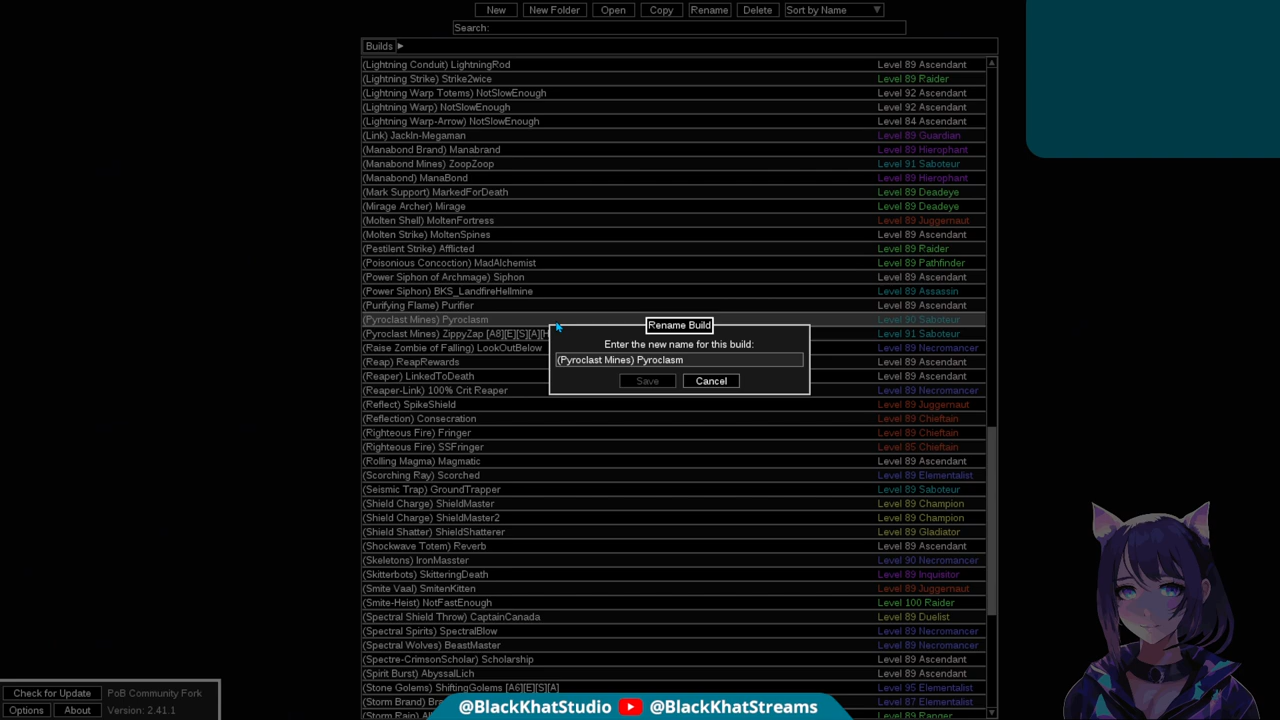 New New Folder Open Copy Rename Delete Sort by Name
Search:
Builds
(Lightning Conduit) LightningRod Level 89 Ascendant
(Lightning Strike) Strike2wice Level 89 Raider
(Lightning Warp Totems) NotSlowEnough Level 92 Ascendant
(Lightning Warp) NotSlowEnough Level 92 Ascendant
(Lightning Warp-Arrow) NotSlowEnough Level 84 Ascendant
(Link) JackIn-Megaman Level 89 Guardian
(Manabond Brand) Manabrand Level 89 Hierophant
(Manabond Mines) ZoopZoop Level 91 Saboteur
(Manabond) ManaBond Level 89 Hierophant
(Mark Support) MarkedForDeath Level 89 Deadeye
(Mirage Archer) Mirage Level 89 Deadeye
(Molten Shell) MoltenFortress Level 89 Juggernaut
(Molten Strike) MoltenSpines Level 89 Ascendant
(Pestilent Strike) Afflicted Level 89 Raider
(Poisonious Concoction) MadAlchemist Level 89 Pathfinder
(Power Siphon of Archmage) Siphon Level 89 Ascendant
(Power Siphon) BKS_LandfireHellmine Level 89 Assassin
(Purifying Flame) Purifier Level 89 Ascendant
(Pyroclast Mines) Pyroclasm Level 90 Saboteur
(Pyroclast Mines) ZippyZap [A8][E][S][A][H Level 91 Saboteur
(Raise Zombie of Falling) LookOutBelow Level 89 Necromancer
(Reap) ReapRewards Level 89 Ascendant
(Reaper) LinkedToDeath Level 89 Ascendant
(Reaper-Link) 100% Crit Reaper Level 89 Necromancer
(Reflect) SpikeShield Level 89 Juggernaut
(Reflection) Consecration Level 89 Chieftain
(Righteous Fire) Fringer Level 89 Chieftain
(Righteous Fire) SSFringer Level 85 Chieftain
(Rolling Magma) Magmatic Level 89 Ascendant
(Scorching Ray) Scorched Level 89 Elementalist
(Seismic Trap) GroundTrapper Level 89 Saboteur
(Shield Charge) ShieldMaster Level 89 Champion
(Shield Charge) ShieldMaster2 Level 89 Champion
(Shield Shatter) ShieldShatterer Level 89 Gladiator
(Shockwave Totem) Reverb Level 89 Ascendant
(Skeletons) IronMasster Level 90 Necromancer
(Skitterbots) SkitteringDeath Level 89 Inquisitor
(Smite Vaal) SmitenKitten Level 89 Juggernaut
(Smite-Heist) NotFastEnough Level 100 Raider
(Spectral Shield Throw) CaptainCanada Level 89 Duelist
(Spectral Spirits) SpectralBlow Level 89 Necromancer
(Spectral Wolves) BeastMaster Level 89 Necromancer
(Spectre-CrimsonScholar) Scholarship Level 89 Ascendant
(Spirit Burst) AbyssalLich Level 89 Ascendant
(Stone Golems) ShiftingGolems [A6][E][S][A] Level 95 Elementalist
(Storm Brand) Level 87 Elementalist
(Storm Rain) Level 89 Ranger
Rename Build
Enter the new name for this build:
(Pyroclast Mines) Pyroclasm
Save Cancel
Check for Update PoB Community Fork
Options About Version: 2.41.1
@BlackKhatStudio @BlackKhatStreams